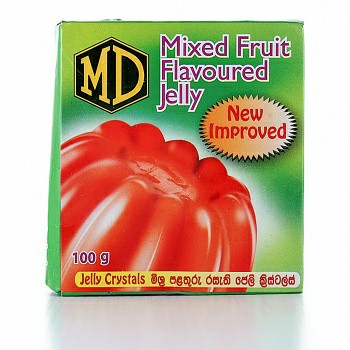 MD
Mixed Fruit
Flavoured
Jelly
New
Improved
100 g
Jelly Crystals මිශ්‍ර පළතුරු රසැති ජෙලි ක්‍රිස්ටල්ස්